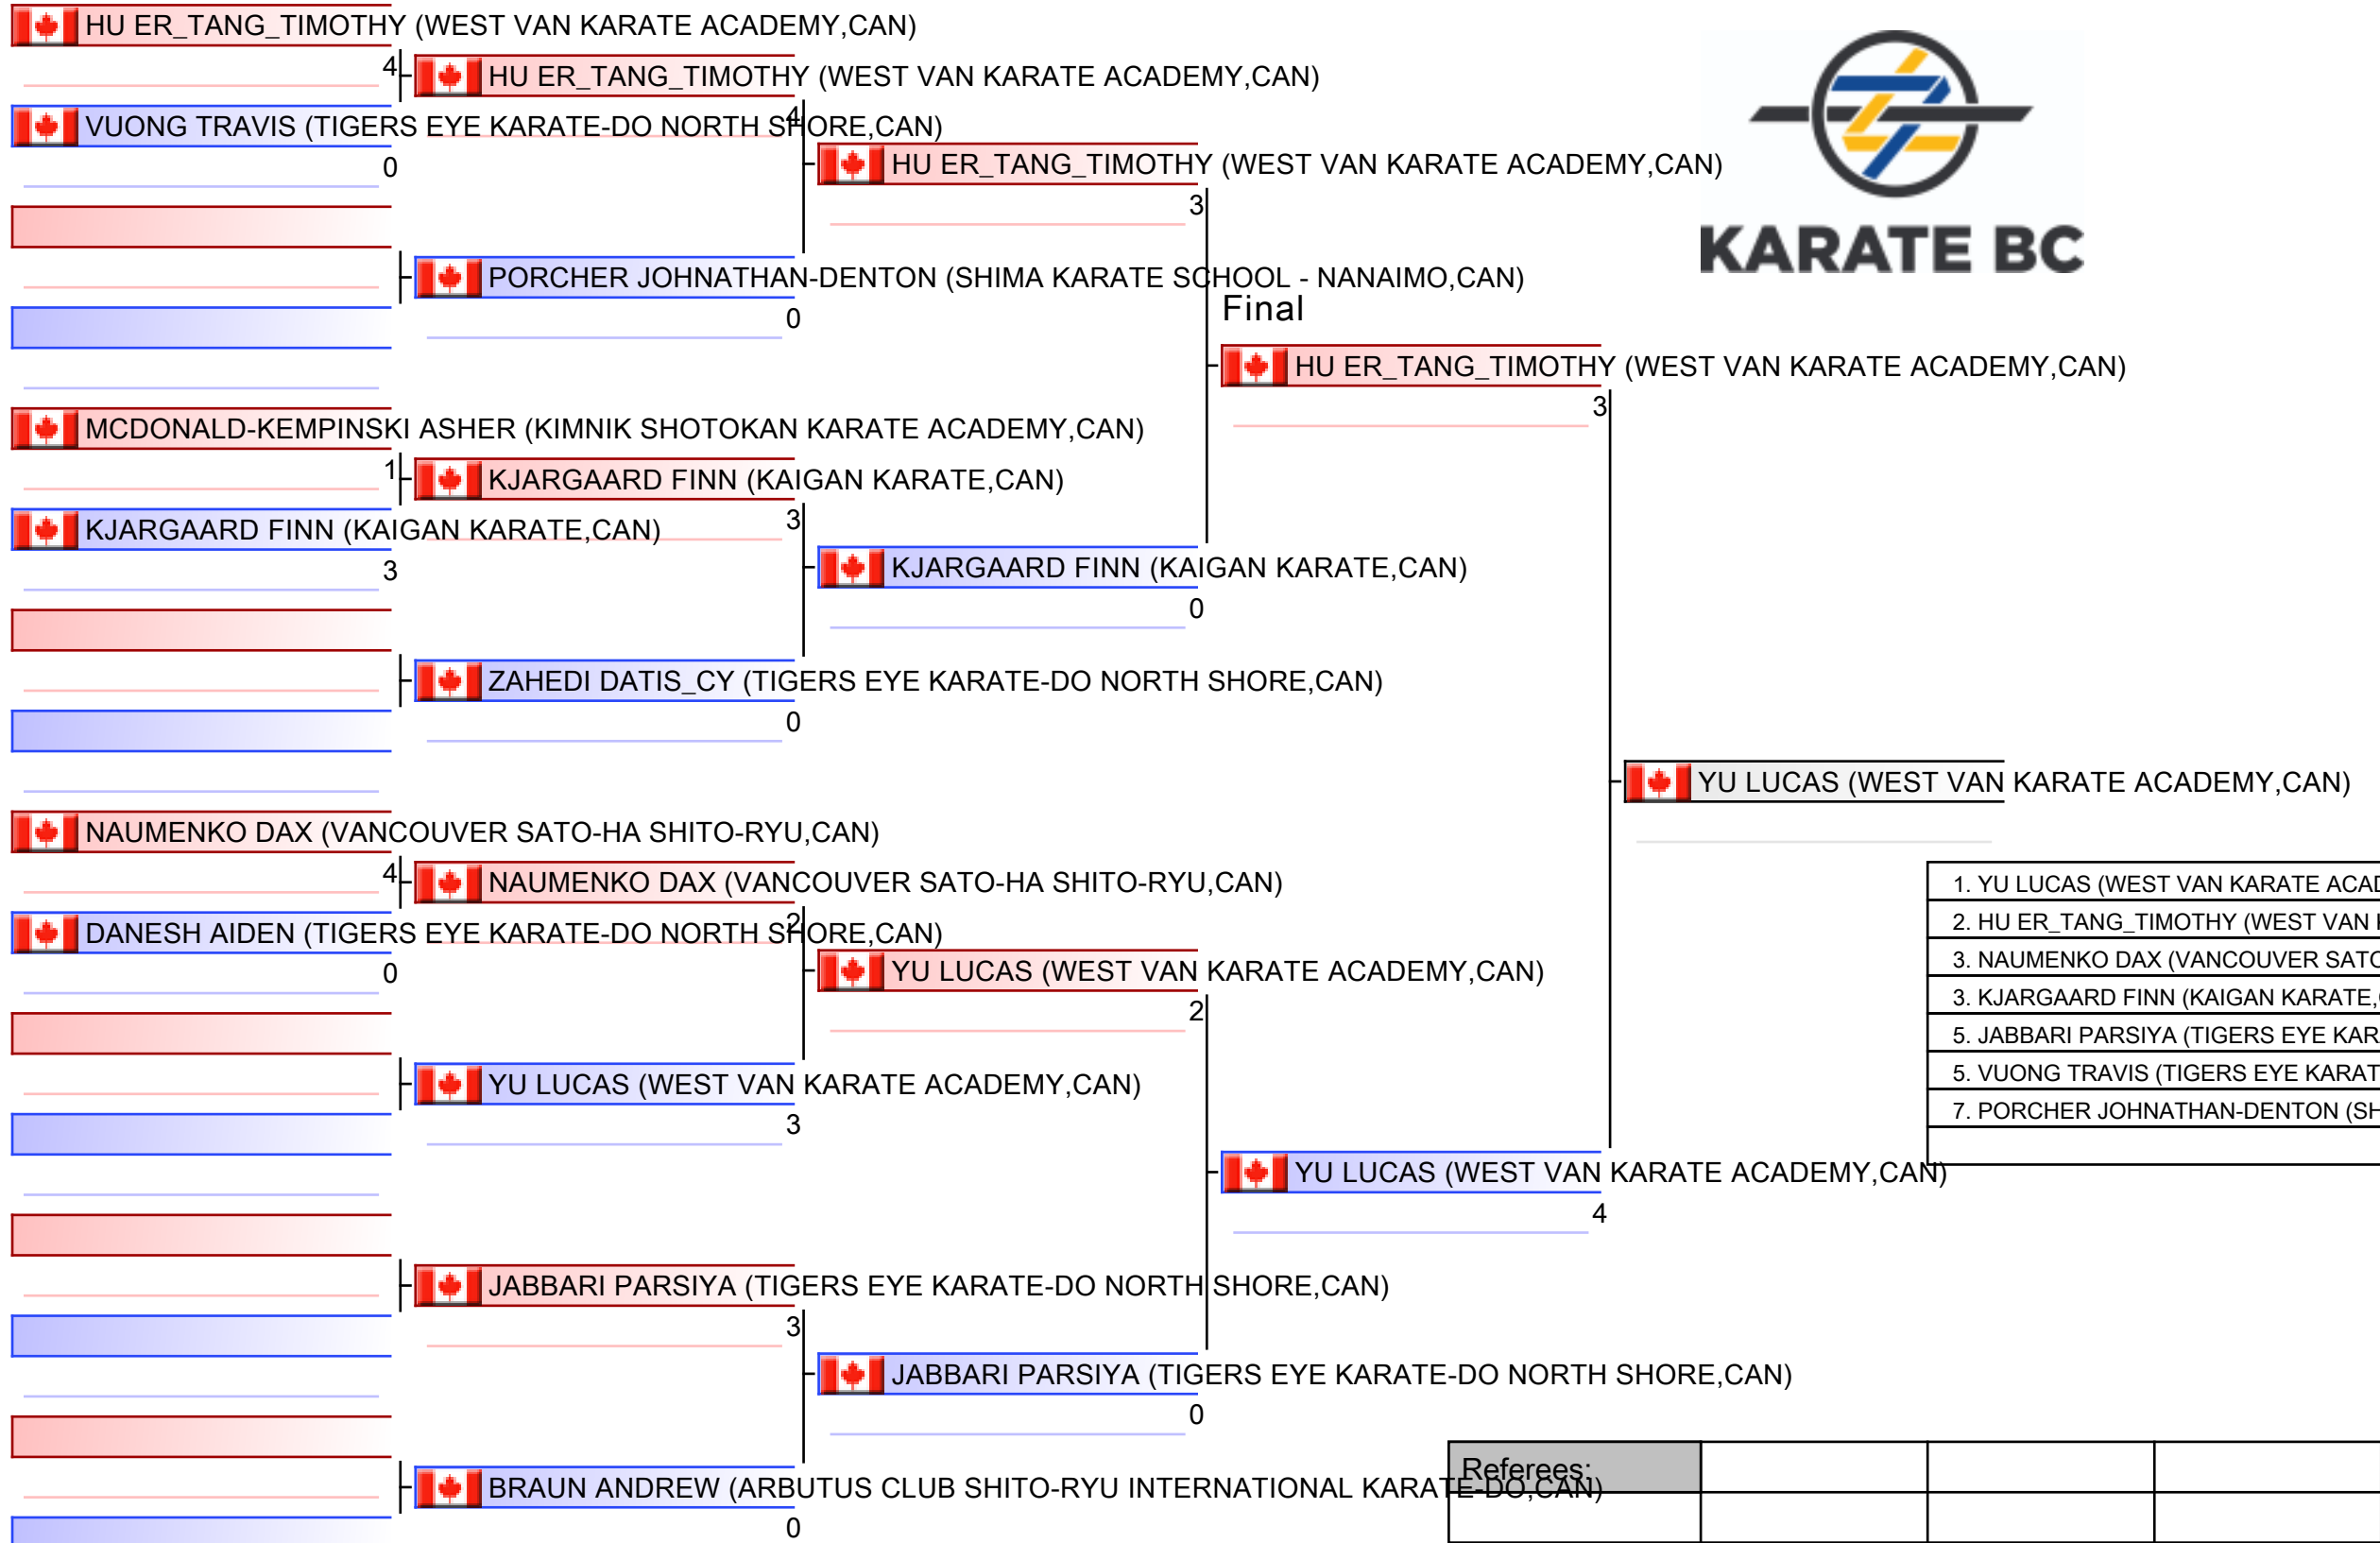 HU ER_TANG_TIMOTHY (WEST VAN KARATE ACADEMY,CAN)
4
HU ER_TANG_TIMOTHY (WEST VAN KARATE ACADEMY,CAN)
4
VUONG TRAVIS (TIGERS EYE KARATE-DO NORTH SHORE,CAN)
0
HU ER_TANG_TIMOTHY (WEST VAN KARATE ACADEMY,CAN)
3
KARATE BC
PORCHER JOHNATHAN-DENTON (SHIMA KARATE SCHOOL - NANAIMO,CAN)
0
Final
HU ER_TANG_TIMOTHY (WEST VAN KARATE ACADEMY,CAN)
3
MCDONALD-KEMPINSKI ASHER (KIMNIK SHOTOKAN KARATE ACADEMY,CAN)
1
KJARGAARD FINN (KAIGAN KARATE,CAN)
3
KJARGAARD FINN (KAIGAN KARATE,CAN)
3
KJARGAARD FINN (KAIGAN KARATE,CAN)
0
ZAHEDI DATIS_CY (TIGERS EYE KARATE-DO NORTH SHORE,CAN)
0
YU LUCAS (WEST VAN KARATE ACADEMY,CAN)
NAUMENKO DAX (VANCOUVER SATO-HA SHITO-RYU,CAN)
4
NAUMENKO DAX (VANCOUVER SATO-HA SHITO-RYU,CAN)
2
DANESH AIDEN (TIGERS EYE KARATE-DO NORTH SHORE,CAN)
0
YU LUCAS (WEST VAN KARATE ACADEMY,CAN)
2
YU LUCAS (WEST VAN KARATE ACADEMY,CAN)
3
1. YU LUCAS (WEST VAN KARATE ACAD
2. HU ER_TANG_TIMOTHY (WEST VAN
3. NAUMENKO DAX (VANCOUVER SATO
3. KJARGAARD FINN (KAIGAN KARATE,
5. JABBARI PARSIYA (TIGERS EYE KAR
5. VUONG TRAVIS (TIGERS EYE KARAT
7. PORCHER JOHNATHAN-DENTON (SH
YU LUCAS (WEST VAN KARATE ACADEMY,CAN)
4
JABBARI PARSIYA (TIGERS EYE KARATE-DO NORTH SHORE,CAN)
3
JABBARI PARSIYA (TIGERS EYE KARATE-DO NORTH SHORE,CAN)
0
BRAUN ANDREW (ARBUTUS CLUB SHITO-RYU INTERNATIONAL KARATE-DO,CAN)
0
Referees: